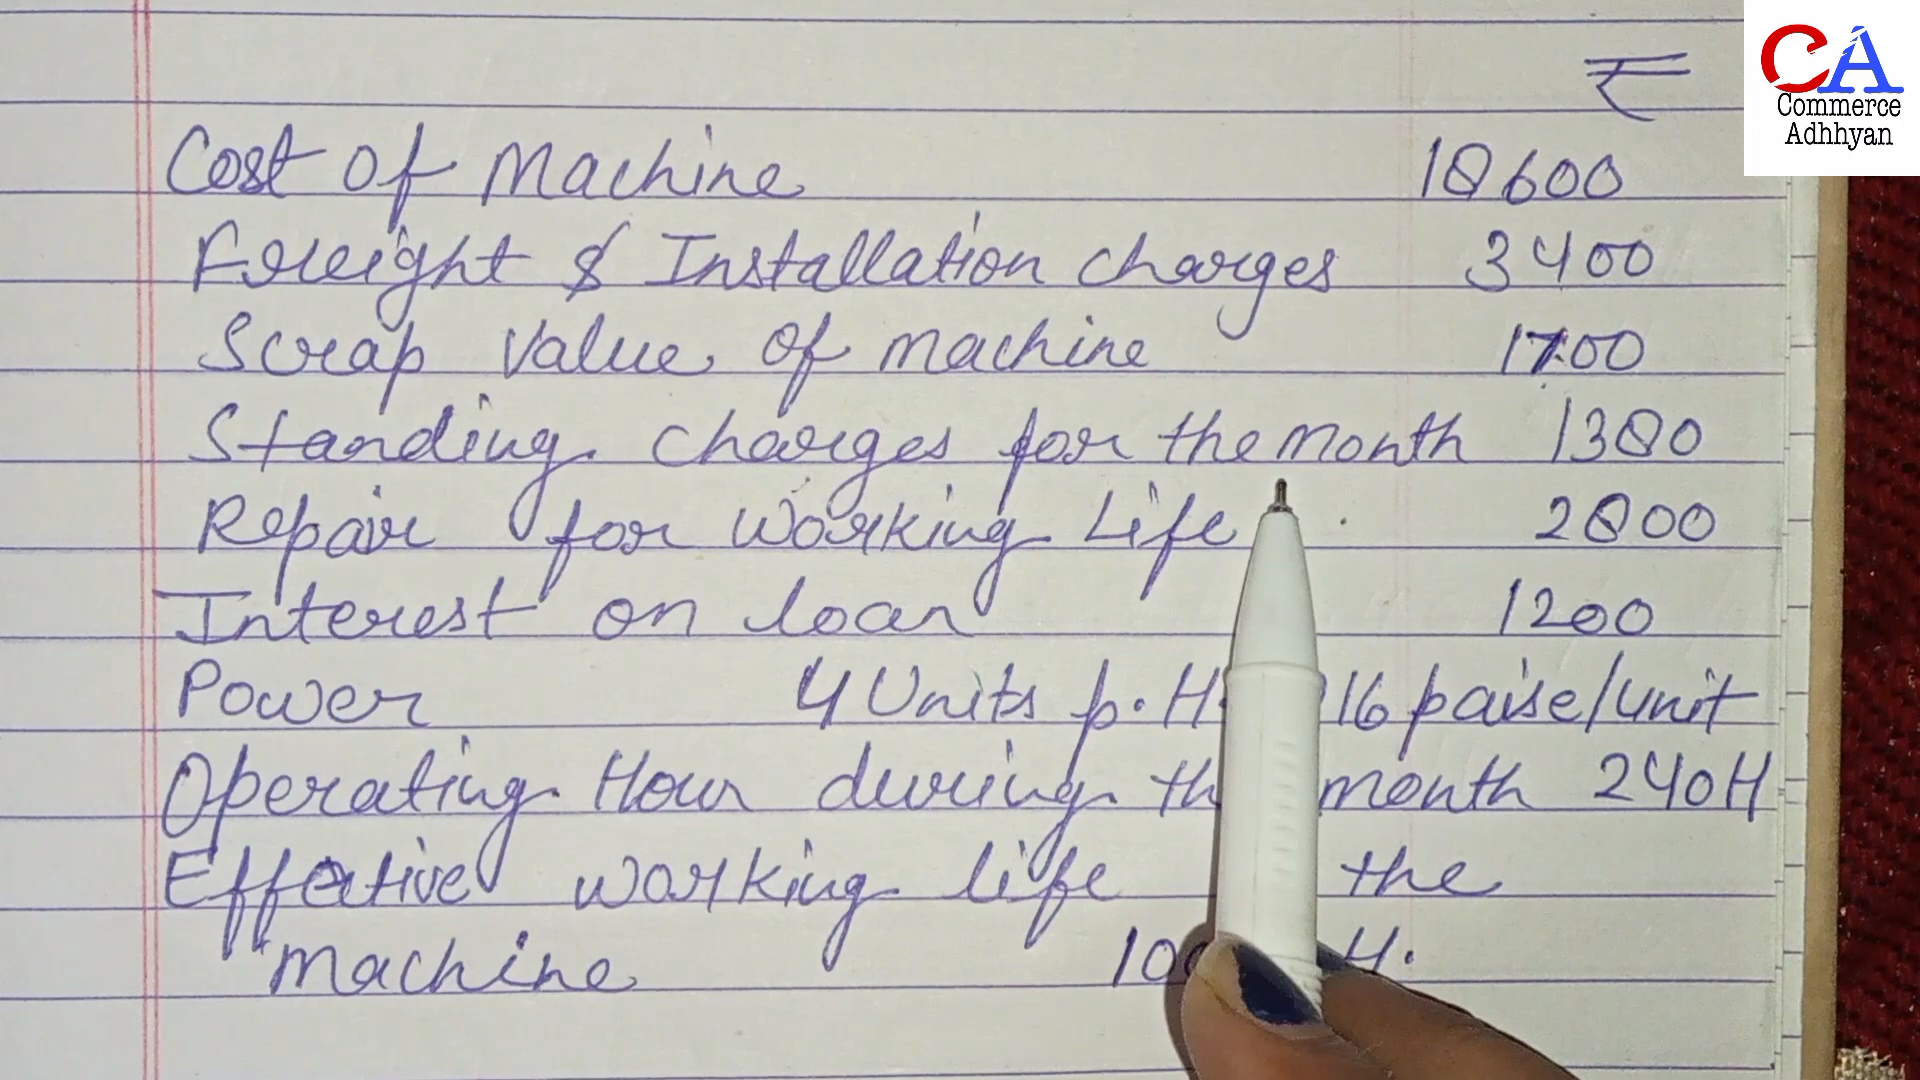 CA
Commerce
Adhhyan
₹
Cost of Machine 18600
Freight & Installation charges 3400
Scrap Value of machine 1700
Standing charges for the month 1380
Repair for working Life 2800
Interest on loan 1200
Power 4 Units p.H. 16 paise/unit
Operating Hour during month 240H
Effective working life the
machine H.